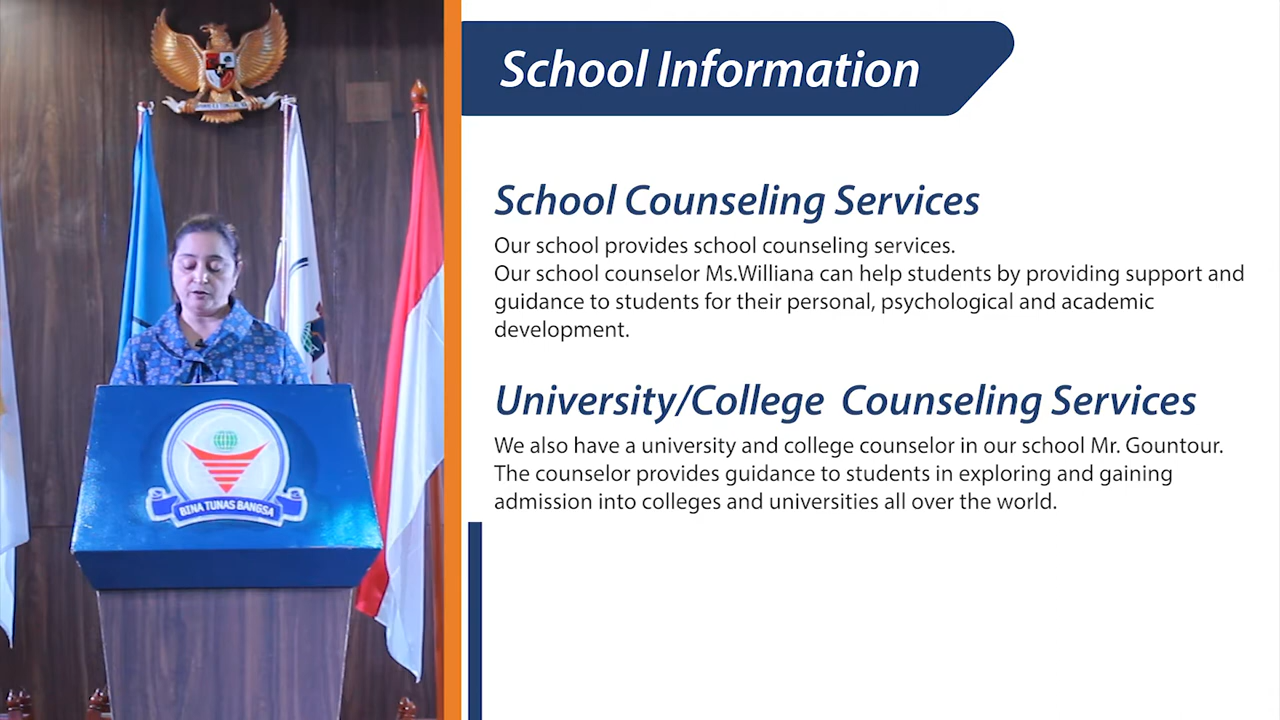 School Information
School Counseling Services
Our school provides school counseling services.
Our school counselor Ms.Williana can help students by providing support and
guidance to students for their personal, psychological and academic
development.
University/College Counseling Services
We also have a university and college counselor in our school Mr. Gountour.
The counselor provides guidance to students in exploring and gaining
admission into colleges and universities all over the world.
BINA TUNAS BANGSA